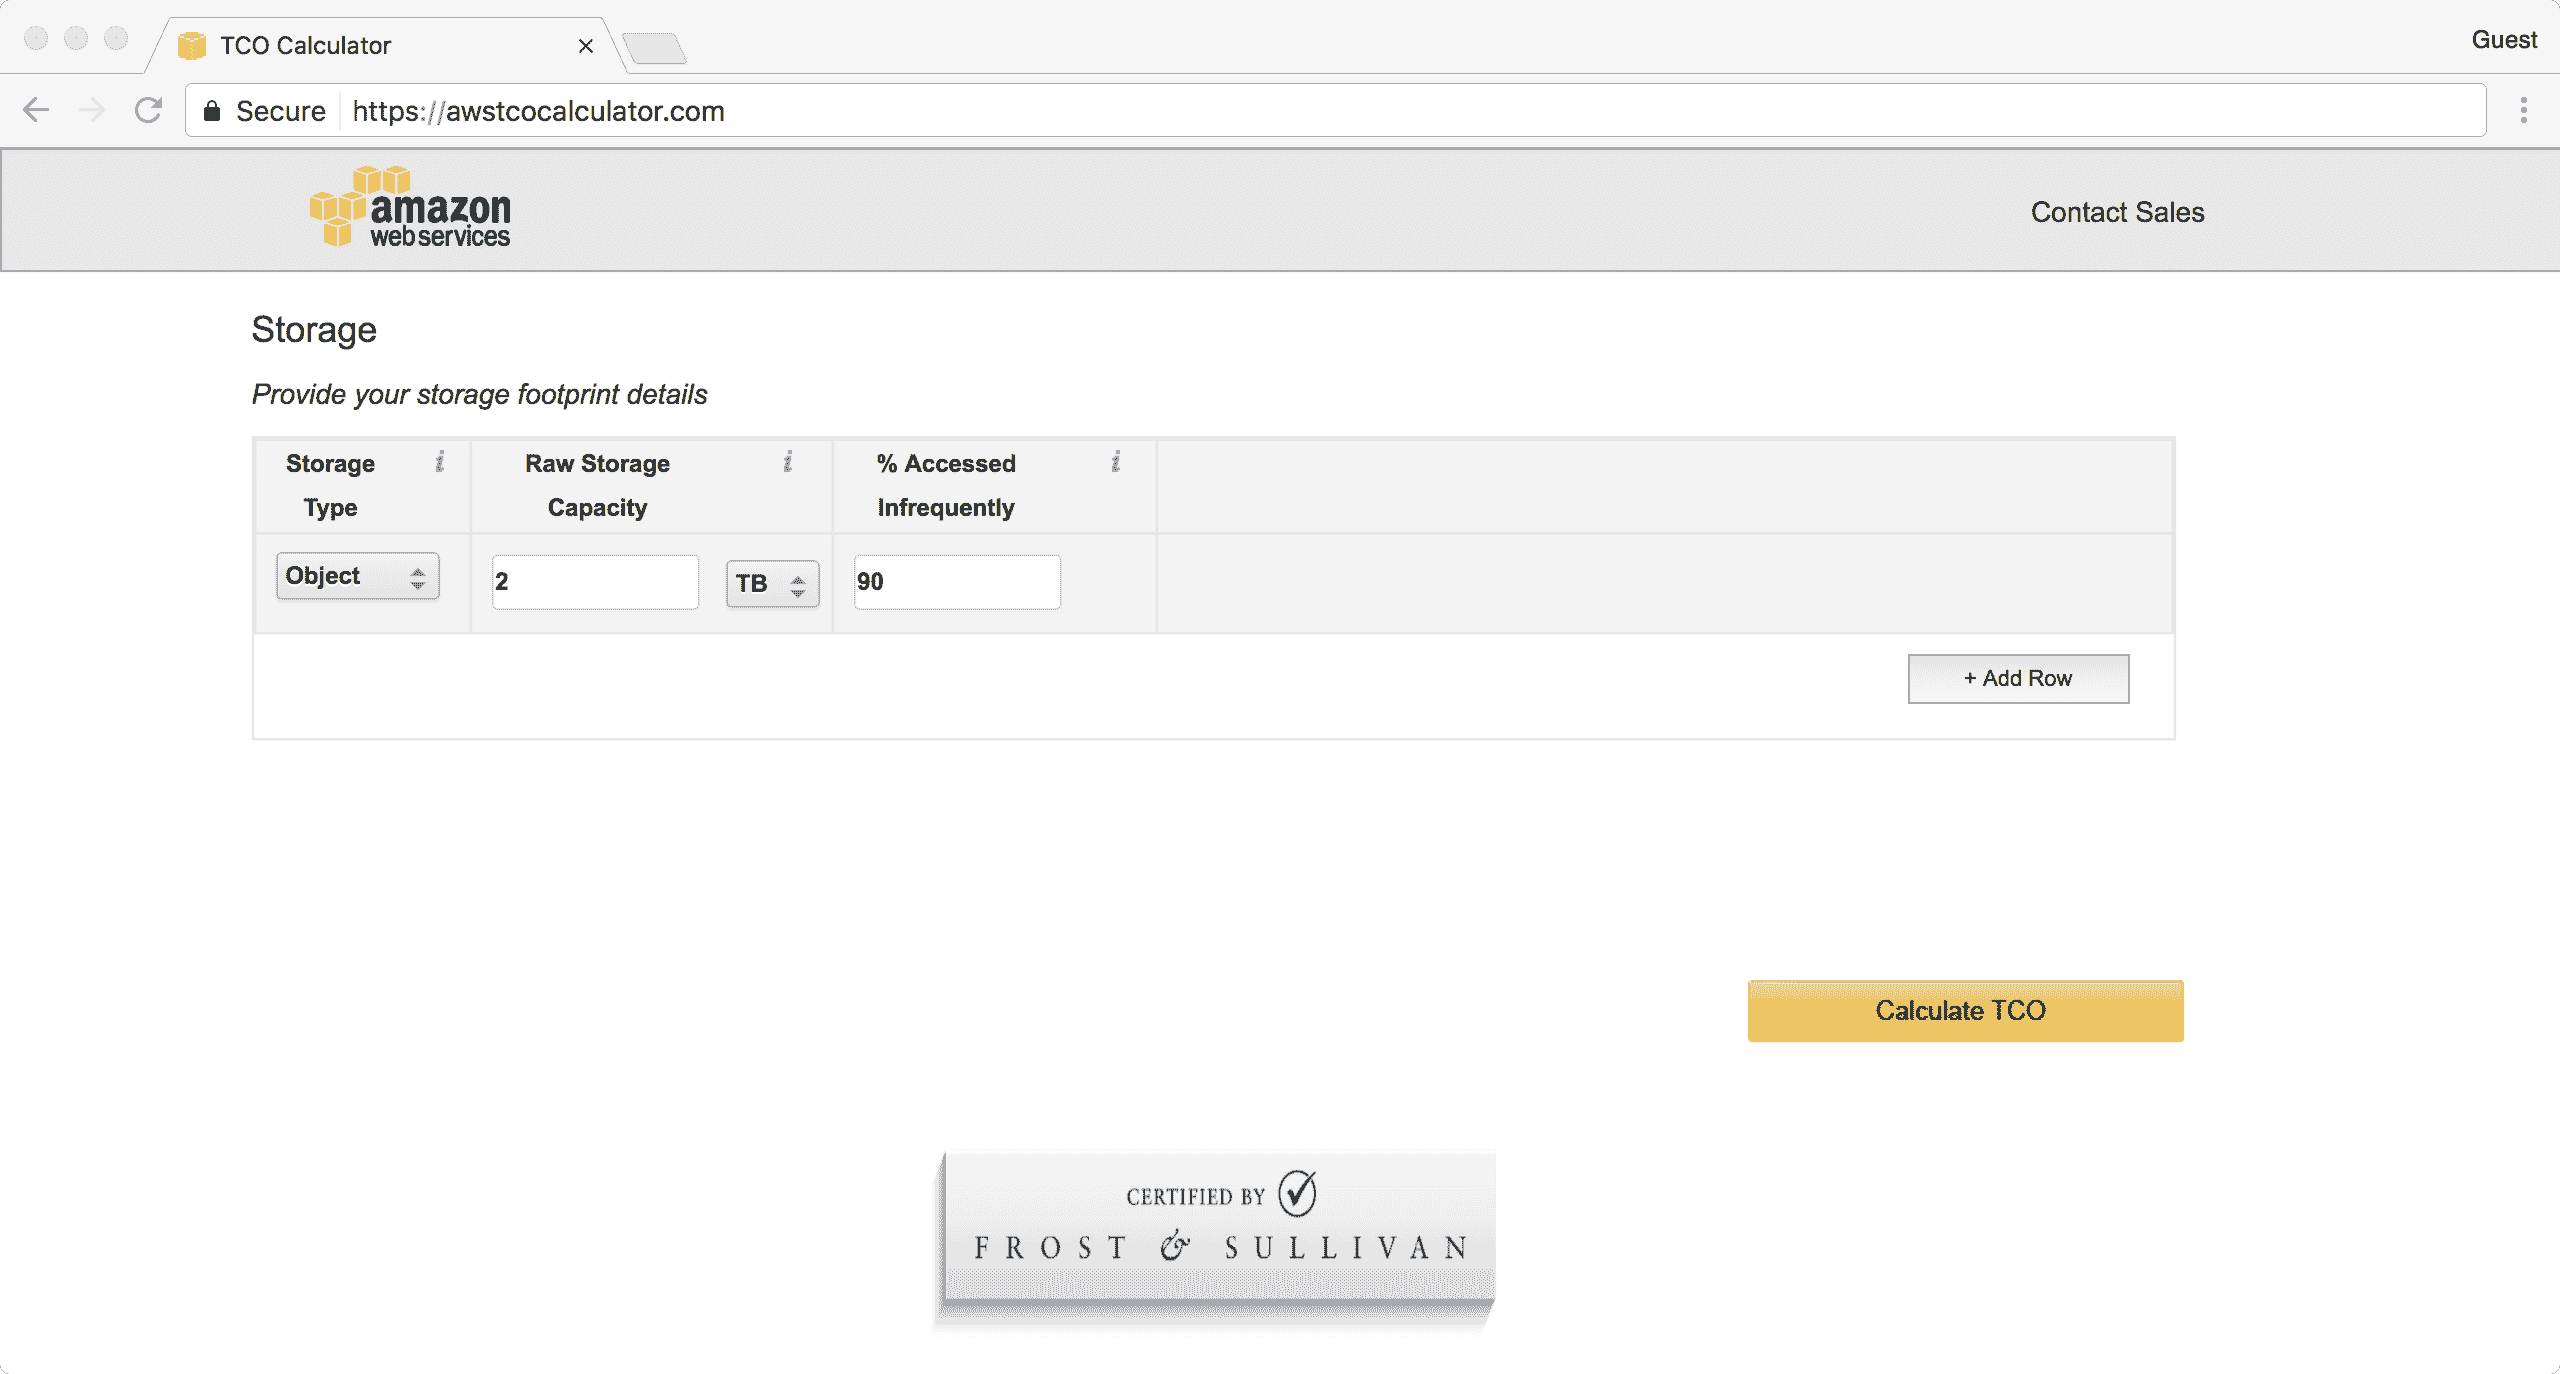 TCO Calculator
Guest
Secure https://awstcocalculator.com
amazon
web services
Contact Sales
Storage
Provide your storage footprint details
Storage Type
Raw Storage Capacity
% Accessed Infrequently
Object
2
TB
90
+ Add Row
Calculate TCO
CERTIFIED BY
FROST & SULLIVAN